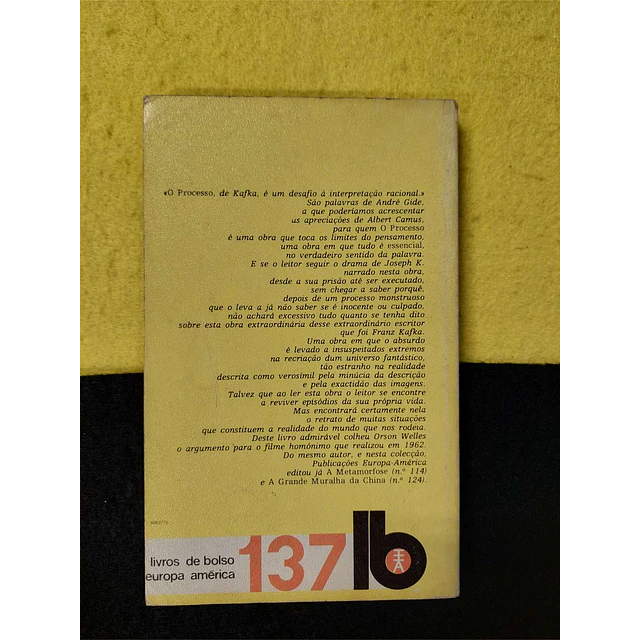 «O Processo, de Kafka, é um desafio à interpretação racional.»
São palavras de André Gide,
a que poderíamos acrescentar
as apreciações de Albert Camus,
para quem O Processo
é uma obra que toca os limites do pensamento,
uma obra em que tudo é essencial,
no verdadeiro sentido da palavra.
E se o leitor seguir o drama de Joseph K.
narrado nesta obra,
desde a sua prisão até ser executado,
sem chegar a saber porquê,
depois de um processo monstruoso
que o leva a já não saber se é inocente ou culpado,
não achará excessivo tudo quanto se tenha dito
sobre esta obra extraordinária desse extraordinário escritor
que foi Franz Kafka.
Uma obra em que o absurdo
é levado a insuspeitados extremos
na recriação dum universo fantástico,
tão estranho na realidade
descrita como verosímil pela minúcia da descrição
e pela exactidão das imagens.
Talvez que ao ler esta obra o leitor se encontre
a reviver episódios da sua própria vida.
Mas encontrará certamente nela
o retrato de muitas situações
que constituem a realidade do mundo que nos rodeia.
Deste livro admirável colheu Orson Welles
o argumento para o filme homónimo que realizou em 1962.
Do mesmo autor, e nesta colecção,
Publicações Europa-América
editou já A Metamorfose (n.º 114)
e A Grande Muralha da China (n.º 124).
livros de bolso
europa américa
137
lb
EA